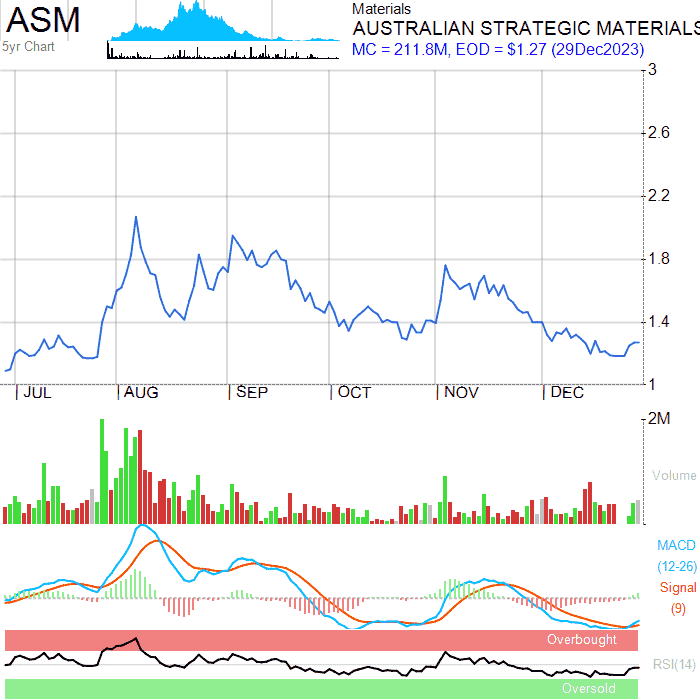 ASM
5yr Chart
Materials
AUSTRALIAN STRATEGIC MATERIALS
MC = 211.8M, EOD = $1.27 (29Dec2023)
3
2.6
2.2
1.8
1.4
1
JUL AUG SEP OCT NOV DEC
2M
Volume
MACD
(12-26)
Signal
(9)
Overbought
RSI(14)
Oversold